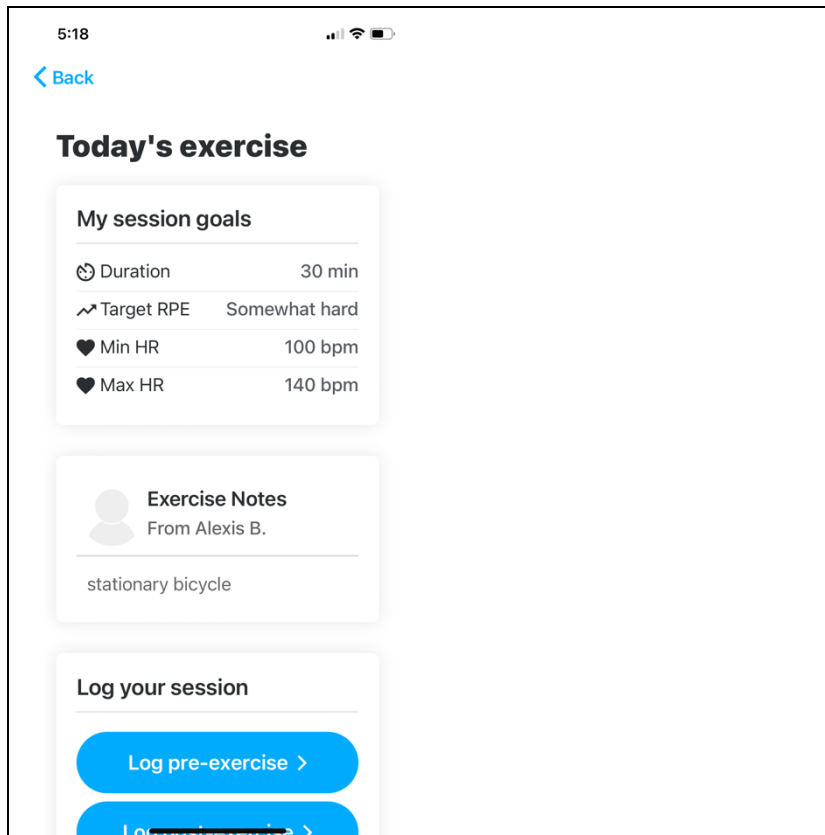 5:18
Back
Today's exercise
My session goals
Duration 30 min
Target RPE Somewhat hard
Min HR 100 bpm
Max HR 140 bpm
Exercise Notes
From Alexis B.
stationary bicycle
Log your session
Log pre-exercise